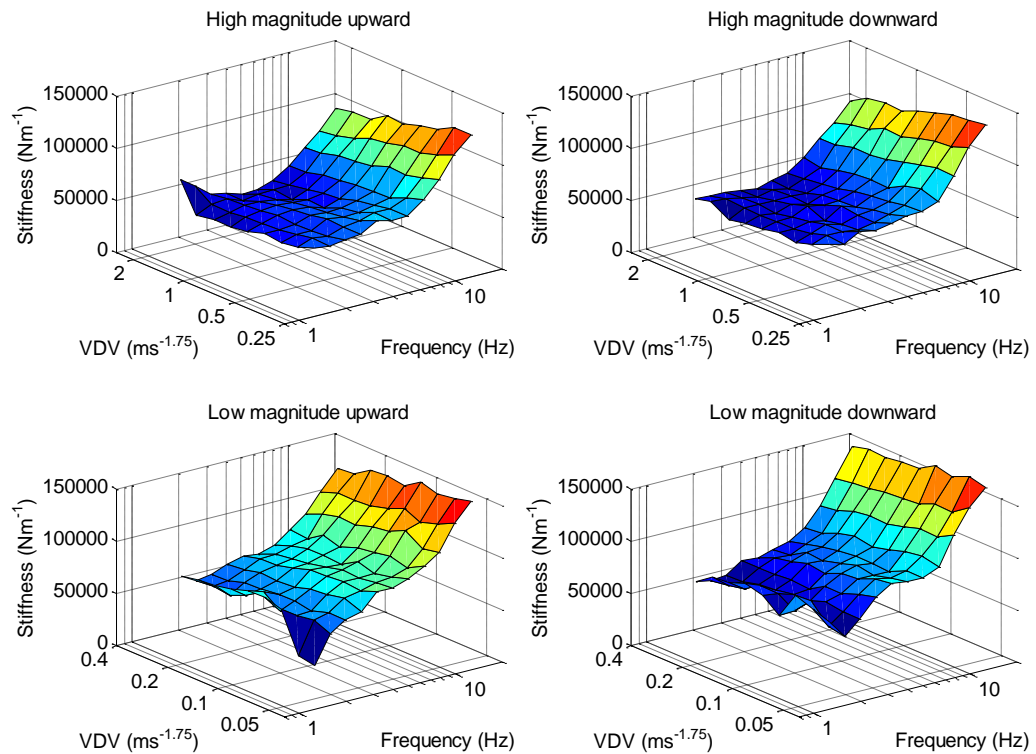 High magnitude upward
High magnitude downward
150000
100000
50000
0
Stiffness (Nm-1)
2
1
0.5
0.25
VDV (ms-1.75)
1
10
Frequency (Hz)
150000
100000
50000
0
Stiffness (Nm-1)
2
1
0.5
0.25
VDV (ms-1.75)
1
10
Frequency (Hz)
Low magnitude upward
Low magnitude downward
150000
100000
50000
0
Stiffness (Nm-1)
0.4
0.2
0.1
0.05
VDV (ms-1.75)
1
10
Frequency (Hz)
150000
100000
50000
0
Stiffness (Nm-1)
0.4
0.2
0.1
0.05
VDV (ms-1.75)
1
10
Frequency (Hz)